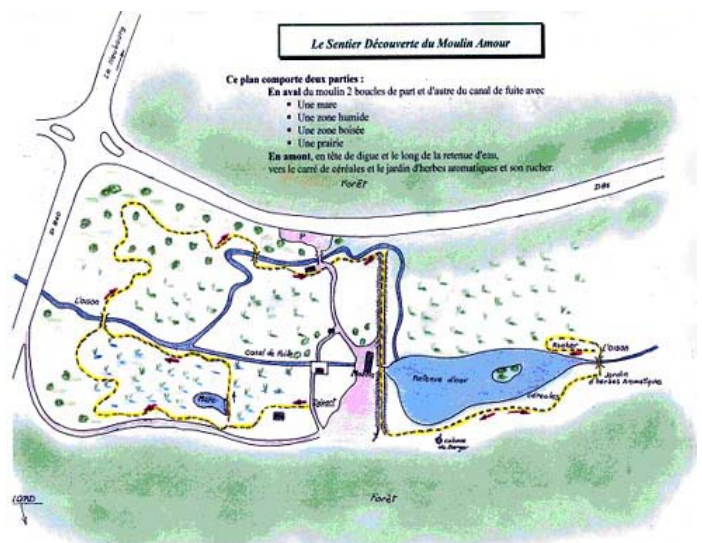 Le Sentier Découverte du Moulin Amour
Ce plan comporte deux parties :
En aval du moulin 2 boucles de part et d'autre du canal de fuite avec
▪ Une mare
▪ Une zone humide
▪ Une zone boisée
▪ Une prairie
En amont, en tête de digue et le long de la retenue d'eau,
vers le carré de céréales et le jardin d'herbes aromatiques et son rucher.
Le Neubourg
Forêt
P
L'oison
Canal de fuite
Moulin
Retenue d'eau
Rucher
L'oison
Jardin
d'herbes Aromatiques
céréales
Mare
Départ
Cabane
du Berger
Forêt